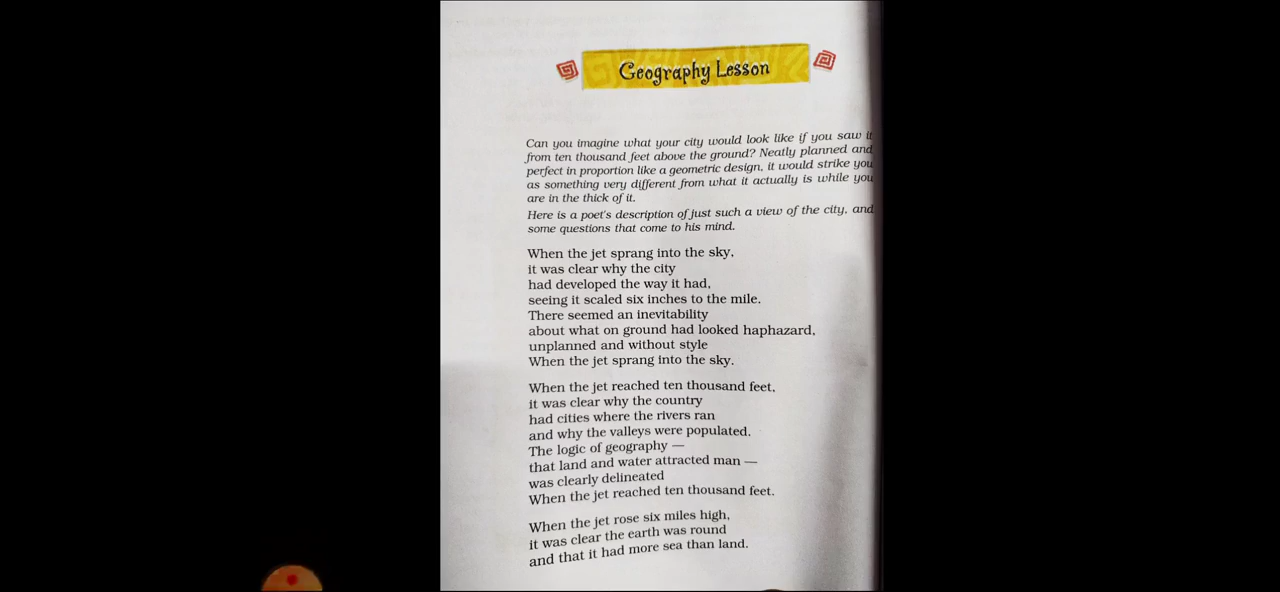 Geography Lesson
Can you imagine what your city would look like if you saw it
from ten thousand feet above the ground? Neatly planned and
perfect in proportion like a geometric design, it would strike you
as something very different from what it actually is while you
are in the thick of it.
Here is a poet's description of just such a view of the city, and
some questions that come to his mind.
When the jet sprang into the sky,
it was clear why the city
had developed the way it had,
seeing it scaled six inches to the mile.
There seemed an inevitability
about what on ground had looked haphazard,
unplanned and without style
When the jet sprang into the sky.
When the jet reached ten thousand feet,
it was clear why the country
had cities where the rivers ran
and why the valleys were populated.
The logic of geography —
that land and water attracted man —
was clearly delineated
When the jet reached ten thousand feet.
When the jet rose six miles high,
it was clear the earth was round
and that it had more sea than land.